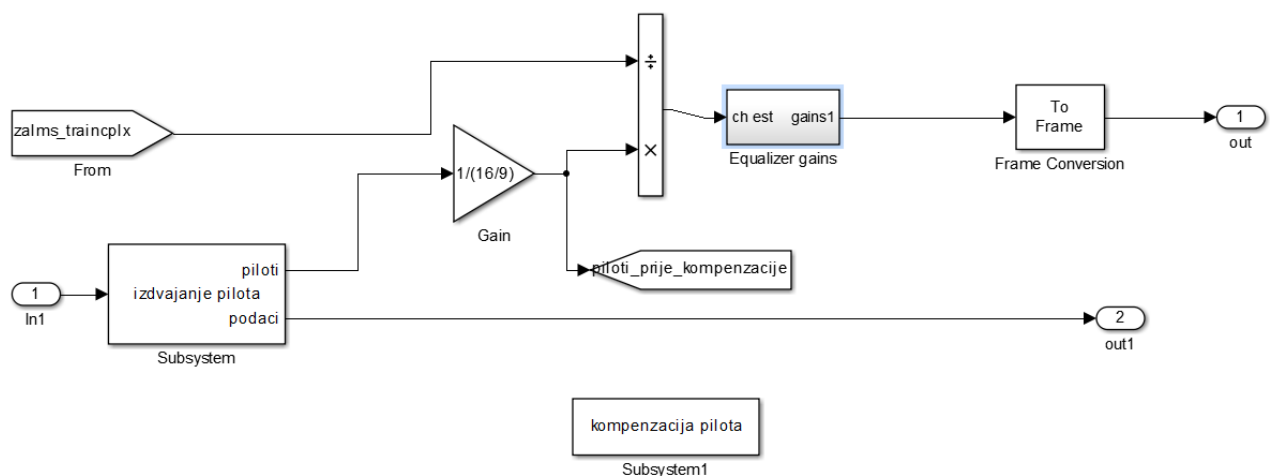 ÷
zalms_traincplx
From
ch est
gains1
Equalizer gains
To
Frame
Frame Conversion
1
out
×
1/(16/9)
Gain
piloti_prije_kompenzacije
1
In1
piloti
izdvajanje pilota
podaci
Subsystem
2
out1
kompenzacija pilota
Subsystem1